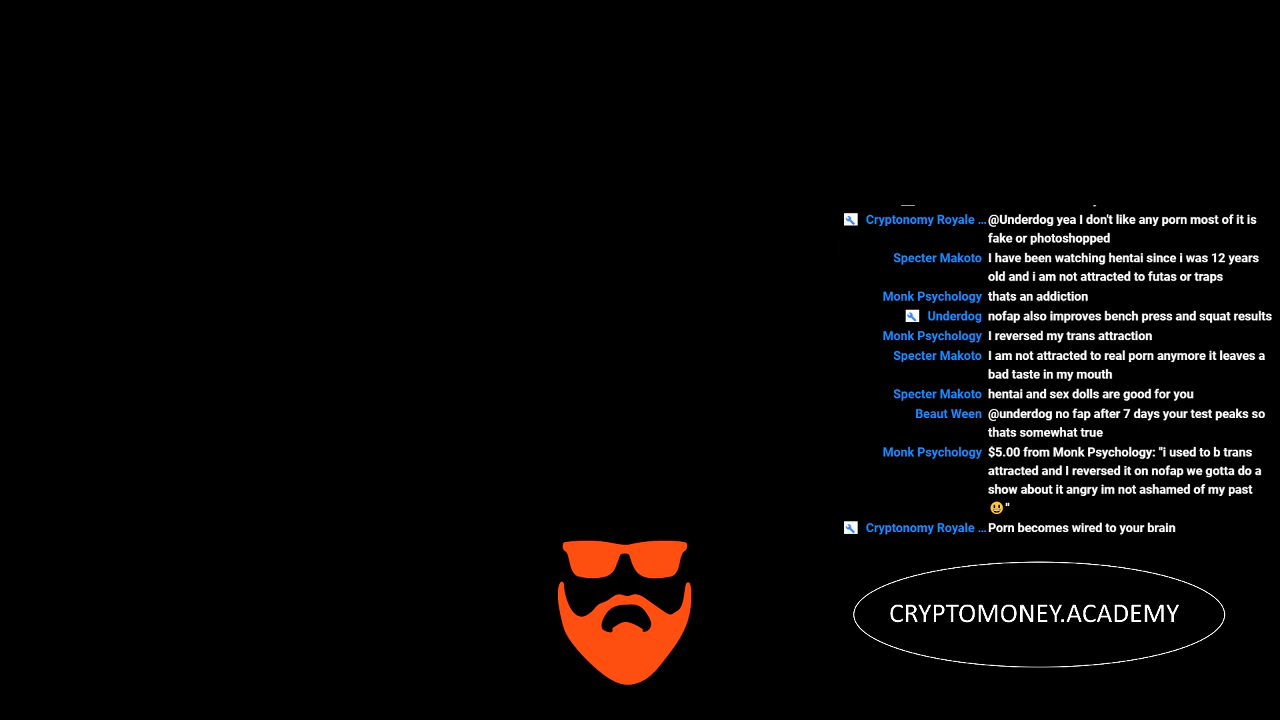 Cryptonomy Royale ... @Underdog yea I don't like any porn most of it is
fake or photoshopped
Specter Makoto I have been watching hentai since i was 12 years
old and i am not attracted to futas or traps
Monk Psychology thats an addiction
Underdog nofap also improves bench press and squat results
Monk Psychology I reversed my trans attraction
Specter Makoto I am not attracted to real porn anymore it leaves a
bad taste in my mouth
Specter Makoto hentai and sex dolls are good for you
Beaut Ween @underdog no fap after 7 days your test peaks so
thats somewhat true
Monk Psychology $5.00 from Monk Psychology: "i used to b trans
attracted and I reversed it on nofap we gotta do a
show about it angry im not ashamed of my past
😃"
Cryptonomy Royale ... Porn becomes wired to your brain
CRYPTOMONEY.ACADEMY